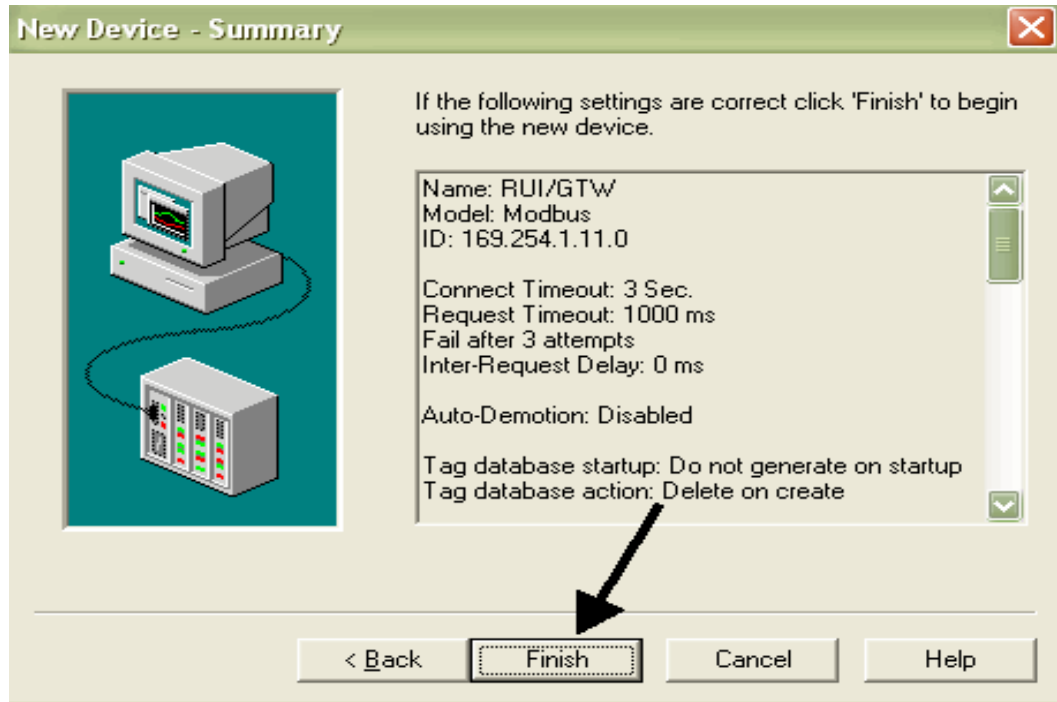 New Device - Summary
If the following settings are correct click 'Finish' to begin
using the new device.
Name: RUI/GTW
Model: Modbus
ID: 169.254.1.11.0
Connect Timeout: 3 Sec.
Request Timeout: 1000 ms
Fail after 3 attempts
Inter-Request Delay: 0 ms
Auto-Demotion: Disabled
Tag database startup: Do not generate on startup
Tag database action: Delete on create
< Back Finish Cancel Help